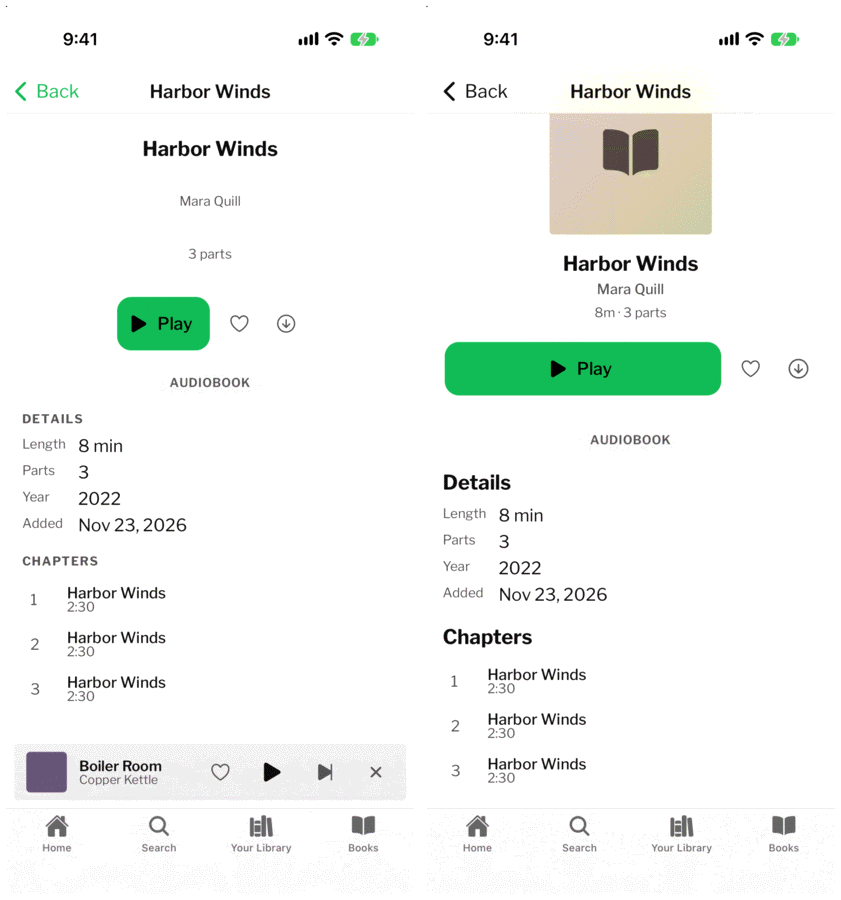 9:41
Back
Harbor Winds
Harbor Winds
Mara Quill
3 parts
Play
AUDIOBOOK
DETAILS
Length 8 min
Parts 3
Year 2022
Added Nov 23, 2026
CHAPTERS
1 Harbor Winds
2:30
2 Harbor Winds
2:30
3 Harbor Winds
2:30
Boiler Room
Copper Kettle
Home Search Your Library Books
9:41
Back
Harbor Winds
Harbor Winds
Mara Quill
8m · 3 parts
Play
AUDIOBOOK
Details
Length 8 min
Parts 3
Year 2022
Added Nov 23, 2026
Chapters
1 Harbor Winds
2:30
2 Harbor Winds
2:30
3 Harbor Winds
2:30
Home Search Your Library Books